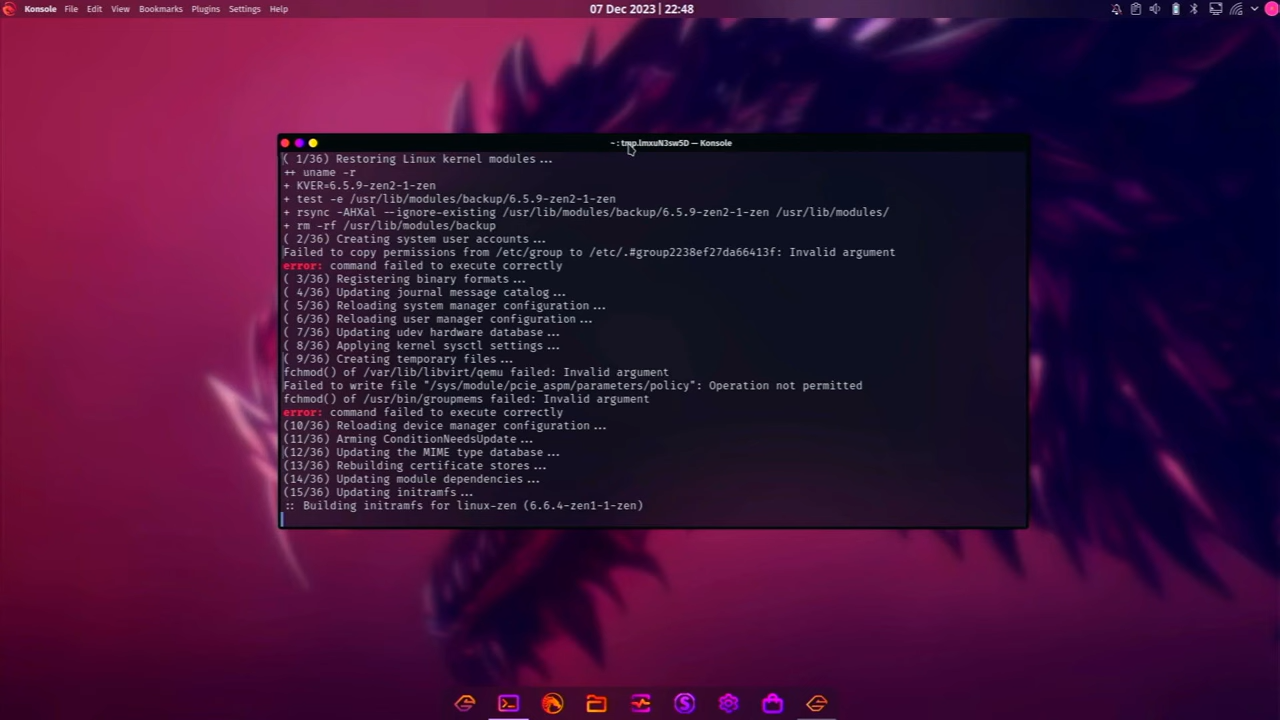 Konsole File Edit View Bookmarks Plugins Settings Help
07 Dec 2023 | 22:48
~ : tmp.lmxuN3sw5D — Konsole
( 1/36) Restoring Linux kernel modules...
++ uname -r
+ KVER=6.5.9-zen2-1-zen
+ test -e /usr/lib/modules/backup/6.5.9-zen2-1-zen
+ rsync -AHXal --ignore-existing /usr/lib/modules/backup/6.5.9-zen2-1-zen /usr/lib/modules/
+ rm -rf /usr/lib/modules/backup
( 2/36) Creating system user accounts...
Failed to copy permissions from /etc/group to /etc/.#group2238ef27da66413f: Invalid argument
error: command failed to execute correctly
( 3/36) Registering binary formats...
( 4/36) Updating journal message catalog...
( 5/36) Reloading system manager configuration...
( 6/36) Reloading user manager configuration...
( 7/36) Updating udev hardware database...
( 8/36) Applying kernel sysctl settings...
( 9/36) Creating temporary files...
fchmod() of /var/lib/libvirt/qemu failed: Invalid argument
Failed to write file "/sys/module/pcie_aspm/parameters/policy": Operation not permitted
fchmod() of /usr/bin/groupmems failed: Invalid argument
error: command failed to execute correctly
(10/36) Reloading device manager configuration...
(11/36) Arming ConditionNeedsUpdate...
(12/36) Updating the MIME type database...
(13/36) Rebuilding certificate stores...
(14/36) Updating module dependencies...
(15/36) Updating initramfs...
:: Building initramfs for linux-zen (6.6.4-zen1-1-zen)